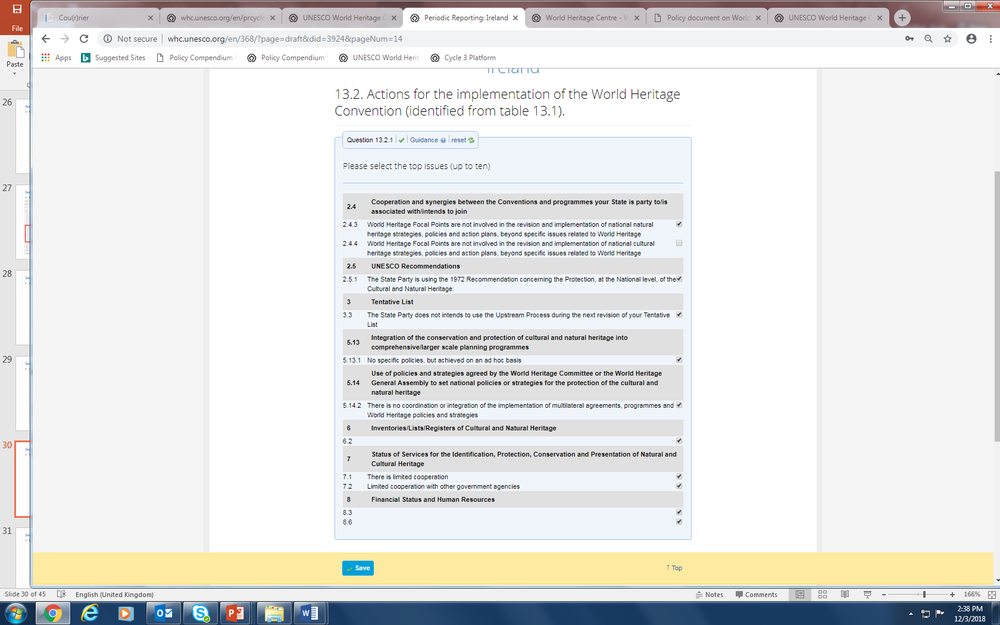 File
Paste
Cou(r)rier
whc.unesco.org/en/prcycle
UNESCO World Heritage C
Periodic Reporting: Ireland
World Heritage Centre - W
Policy document on World
UNESCO World Heritage C
Not secure
whc.unesco.org/en/368/?page=draft&did=3924&pageNum=14
Apps
Suggested Sites
Policy Compendium f
Policy Compendium W
UNESCO World Herit
Cycle 3 Platform
Ireland
13.2. Actions for the implementation of the World Heritage
Convention (identified from table 13.1).
Question 13.2.1
Guidance
reset
Please select the top issues (up to ten)
2.4 Cooperation and synergies between the Conventions and programmes your State is party to/is
associated with/intends to join
2.4.3 World Heritage Focal Points are not involved in the revision and implementation of national natural
heritage strategies, policies and action plans, beyond specific issues related to World Heritage
2.4.4 World Heritage Focal Points are not involved in the revision and implementation of national cultural
heritage strategies, policies and action plans, beyond specific issues related to World Heritage
2.5 UNESCO Recommendations
2.5.1 The State Party is using the 1972 Recommendation concerning the Protection, at the National level, of the
Cultural and Natural Heritage:
3 Tentative List
3.3 The State Party does not intends to use the Upstream Process during the next revision of your Tentative
List
5.13 Integration of the conservation and protection of cultural and natural heritage into
comprehensive/larger scale planning programmes
5.13.1 No specific policies, but achieved on an ad hoc basis
5.14 Use of policies and strategies agreed by the World Heritage Committee or the World Heritage
General Assembly to set national policies or strategies for the protection of the cultural and
natural heritage
5.14.2 There is no coordination or integration of the implementation of multilateral agreements, programmes and
World Heritage policies and strategies
6 Inventories/Lists/Registers of Cultural and Natural Heritage
6.2
7 Status of Services for the Identification, Protection, Conservation and Presentation of Natural and
Cultural Heritage
7.1 There is limited cooperation
7.2 Limited cooperation with other government agencies
8 Financial Status and Human Resources
8.3
8.6
Save
↑ Top
26
27
28
29
30
31
Slide 30 of 45
English (United Kingdom)
Notes
Comments
166%
2:38 PM
12/3/2018